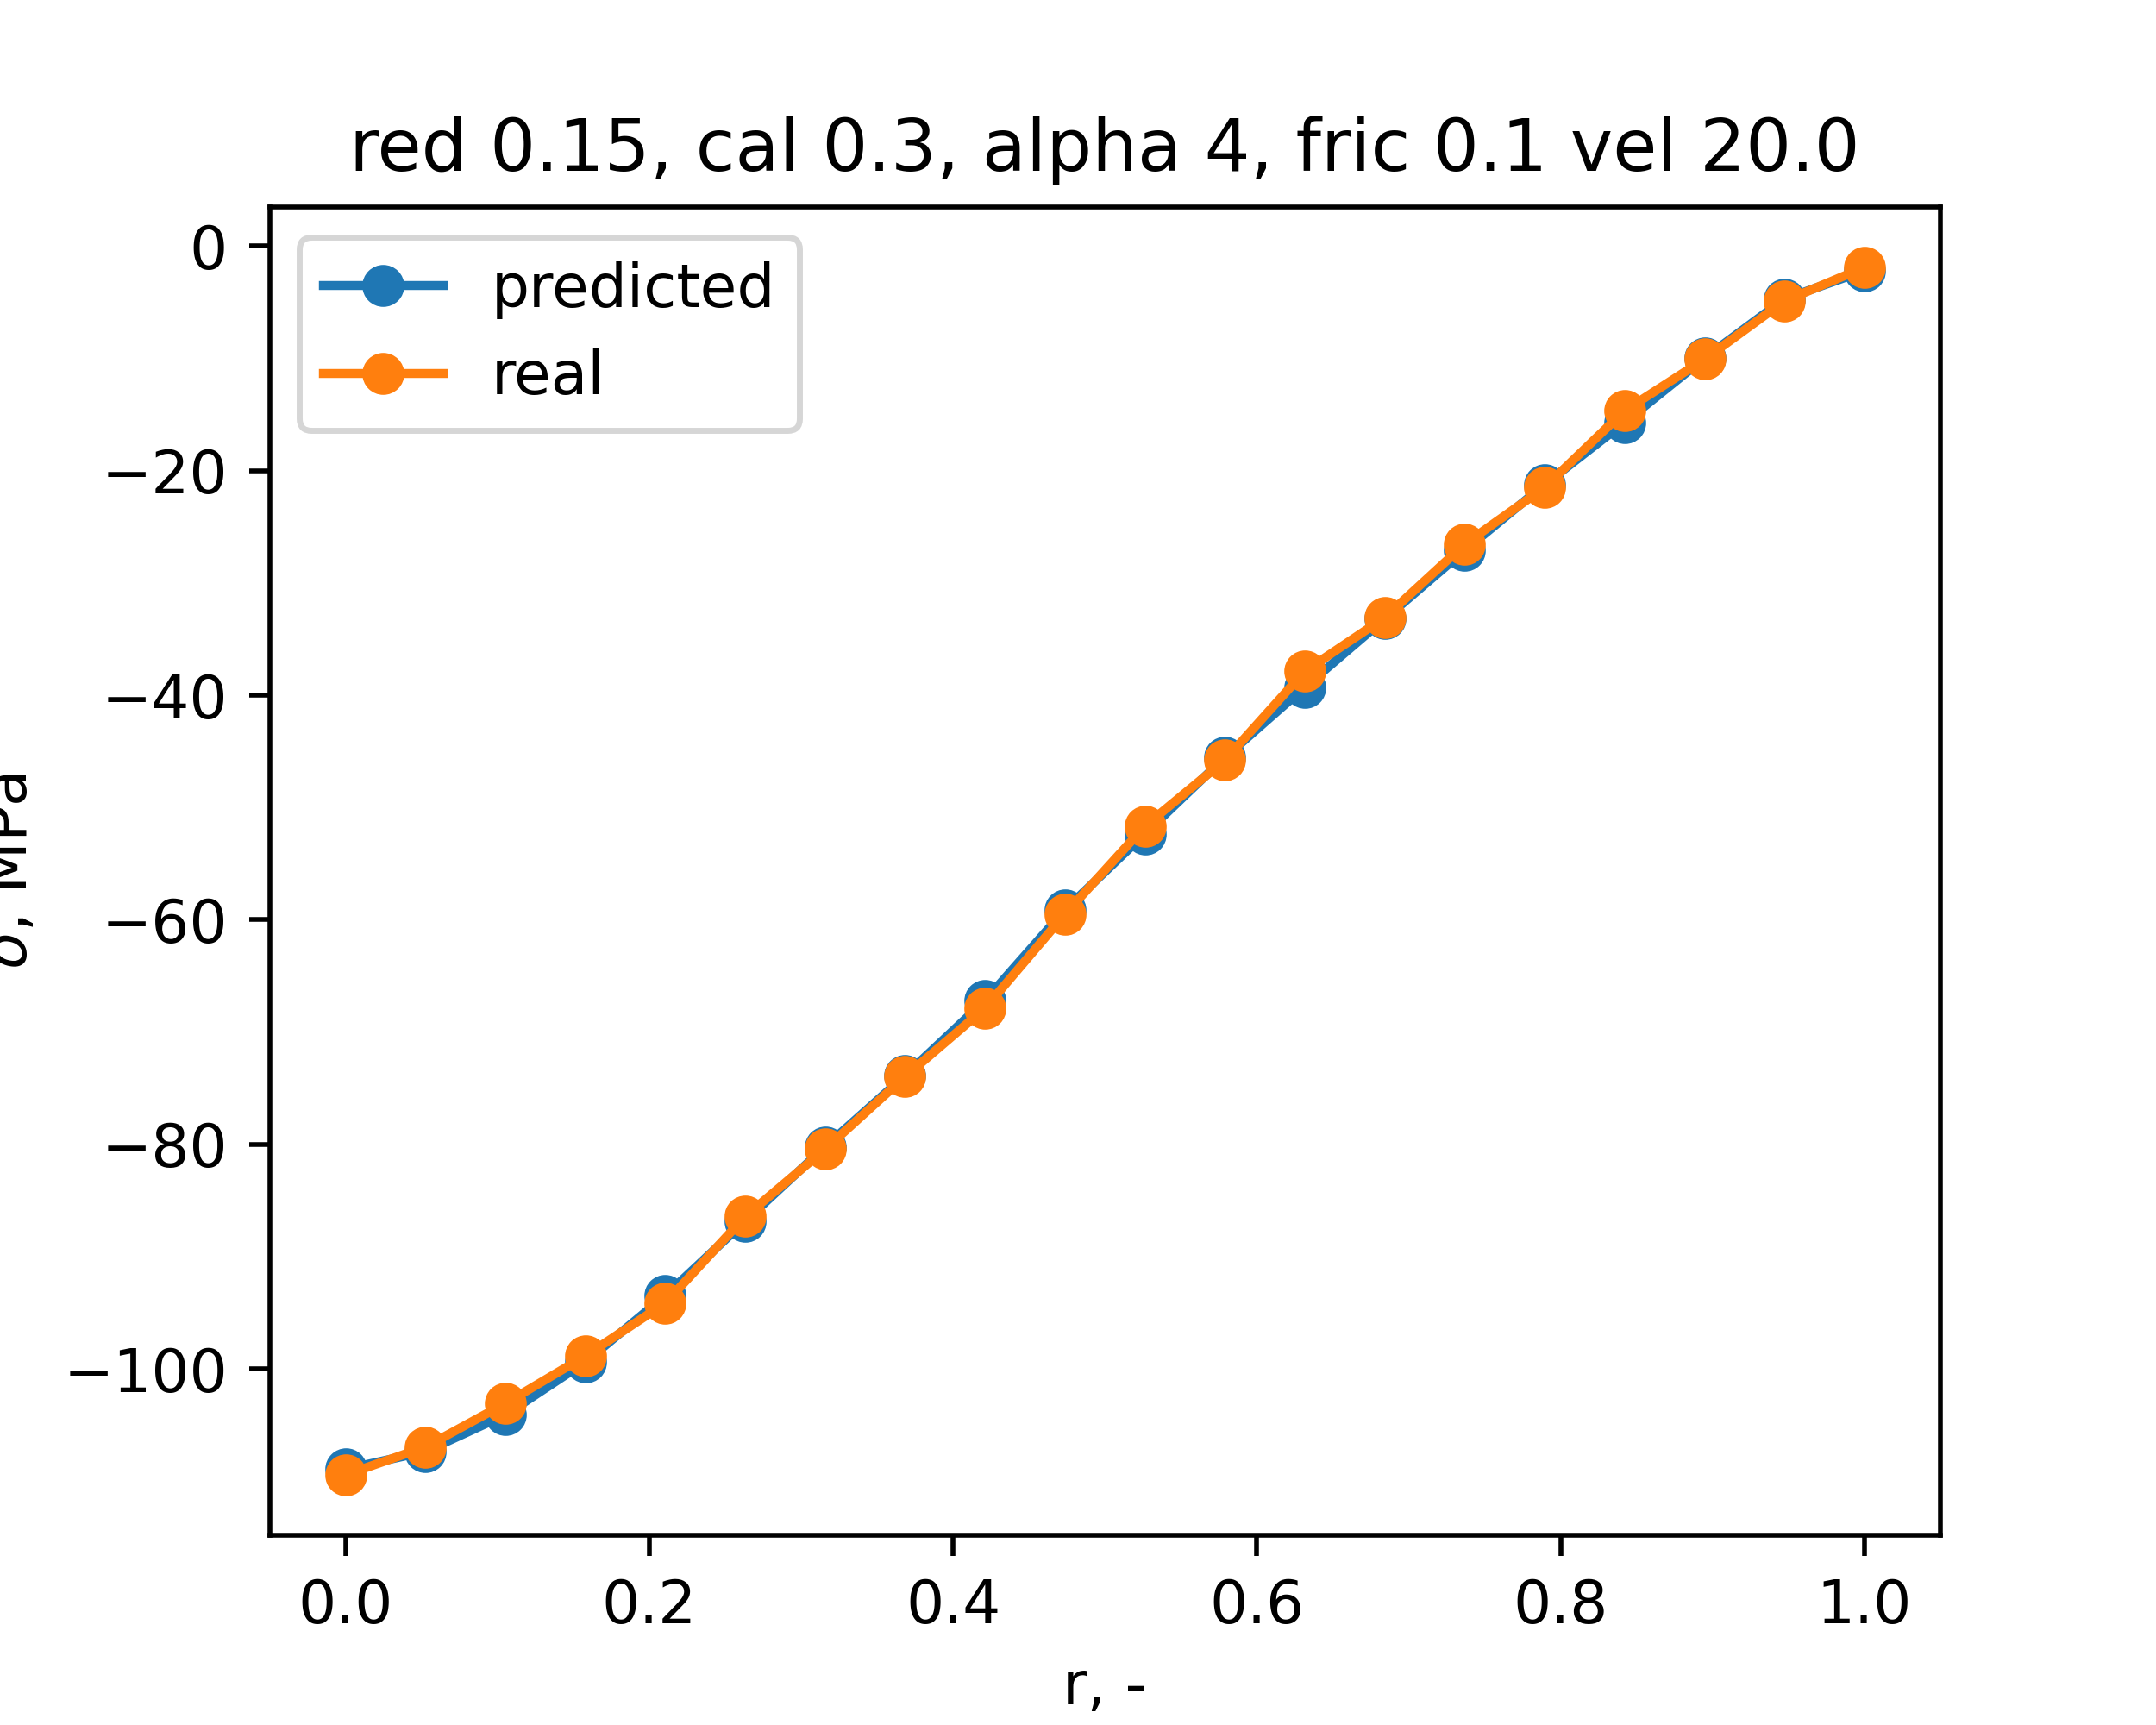 red 0.15, cal 0.3, alpha 4, fric 0.1 vel 20.0
predicted
real
0
−20
−40
−60
−80
−100
, MPa
0.0 0.2 0.4 0.6 0.8 1.0
r, -